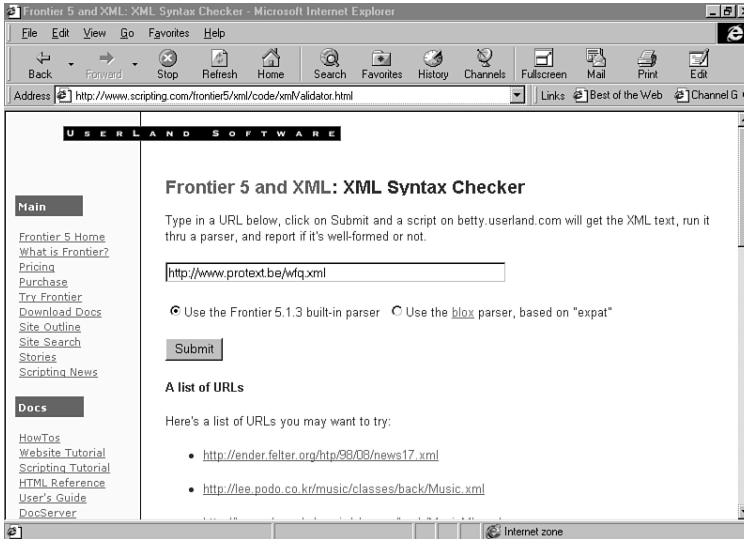 Frontier 5 and XML: XML Syntax Checker - Microsoft Internet Explorer
File Edit View Go Favorites Help
Back Forward Stop Refresh Home Search Favorites History Channels Fullscreen Mail Print Edit
Address http://www.scripting.com/frontier5/xml/code/xmlValidator.html Links Best of the Web Channel G
USERLAND SOFTWARE
Frontier 5 and XML: XML Syntax Checker
Type in a URL below, click on Submit and a script on betty.userland.com will get the XML text, run it
thru a parser, and report if it's well-formed or not.
http://www.protext.be/wfq.xml
Use the Frontier 5.1.3 built-in parser Use the blox parser, based on "expat"
Submit
A list of URLs
Here's a list of URLs you may want to try:
• http://ender.felter.org/htp/98/08/news17.xml
• http://lee.podo.co.kr/music/classes/back/Music.xml
Main
Frontier 5 Home
What is Frontier?
Pricing
Purchase
Try Frontier
Download Docs
Site Outline
Site Search
Stories
Scripting News
Docs
HowTos
Website Tutorial
Scripting Tutorial
HTML Reference
User's Guide
DocServer
Internet zone